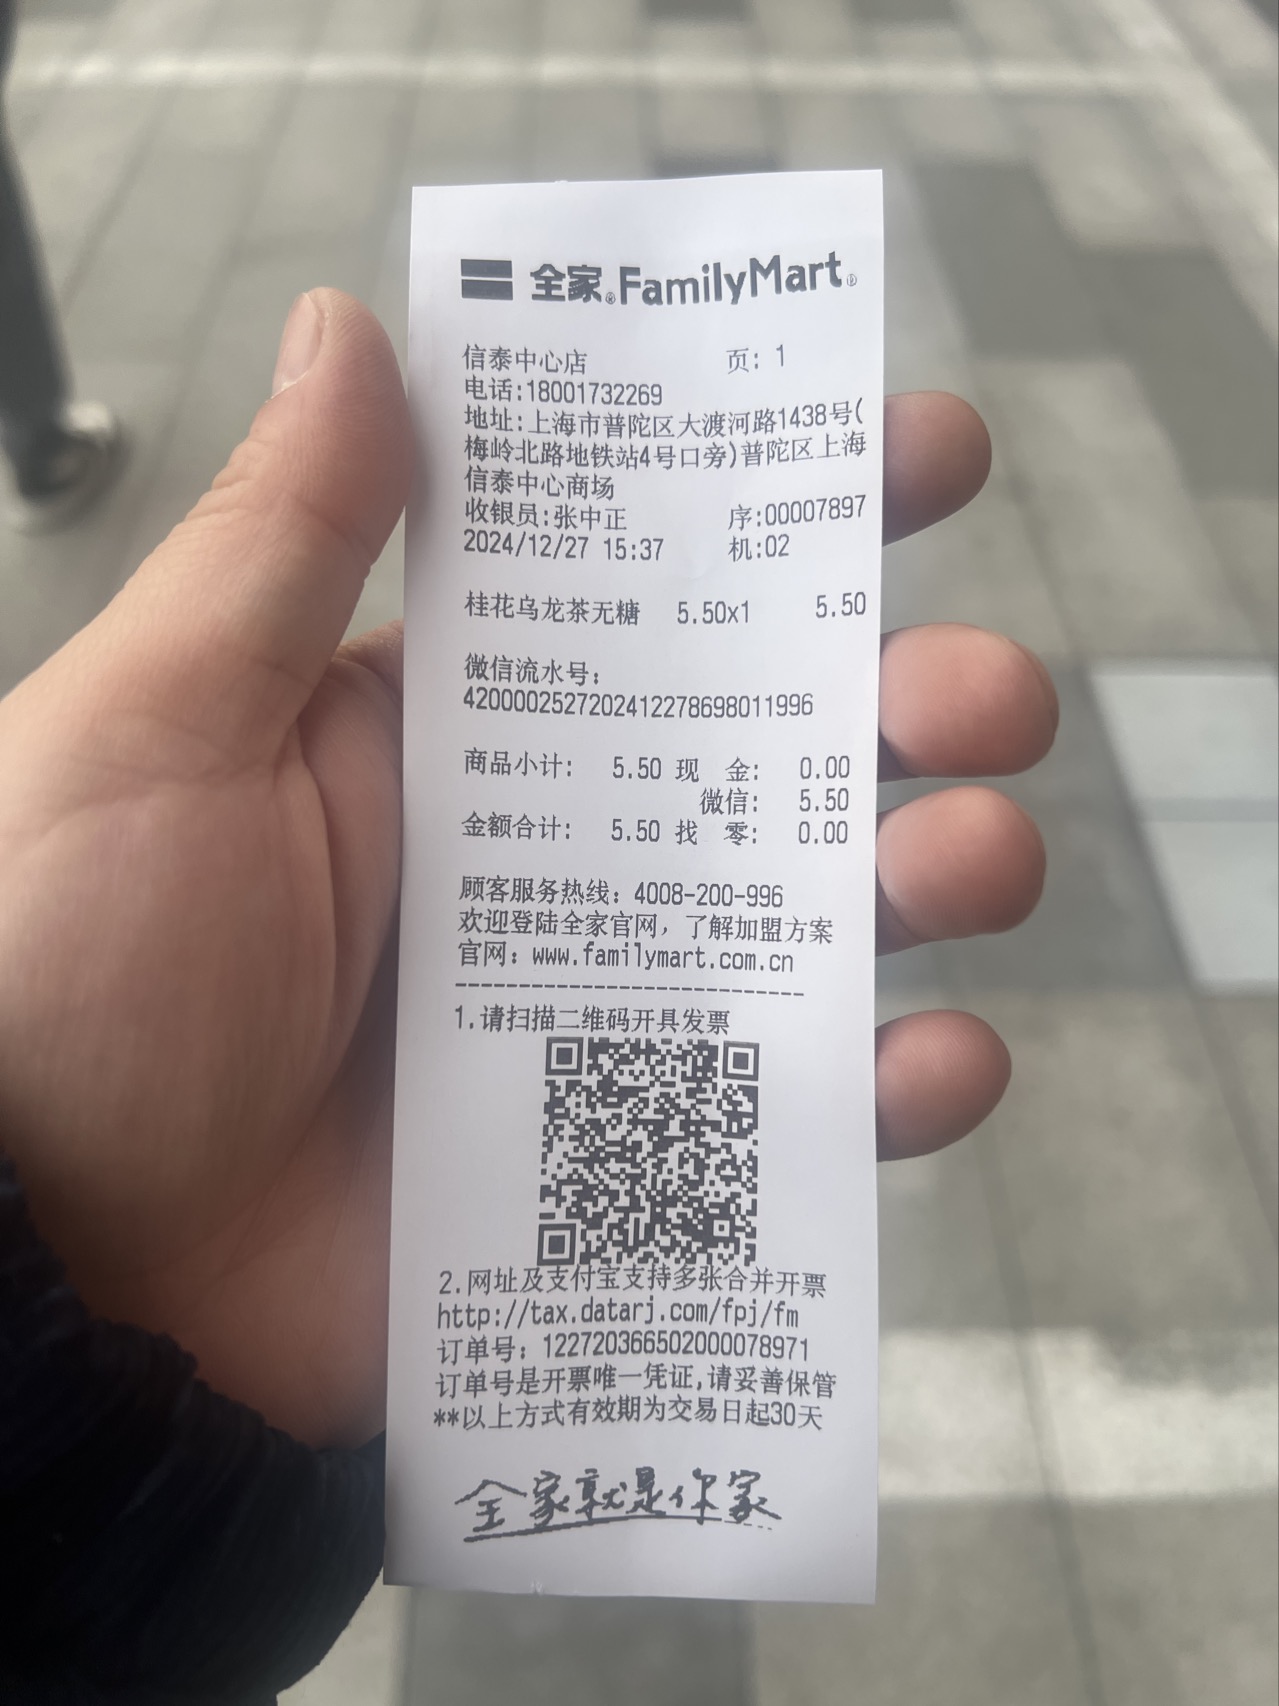 全家®FamilyMart®
信泰中心店 页: 1
电话:18001732269
地址:上海市普陀区大渡河路1438号(
梅岭北路地铁站4号口旁)普陀区上海
信泰中心商场
收银员:张中正 序:00007897
2024/12/27 15:37 机:02
桂花乌龙茶无糖 5.50x1 5.50
微信流水号:
4200002527202412278698011996
商品小计: 5.50 现 金: 0.00
微信: 5.50
金额合计: 5.50 找 零: 0.00
顾客服务热线: 4008-200-996
欢迎登陆全家官网,了解加盟方案
官网: www.familymart.com.cn
----------------------------
1.请扫描二维码开具发票
2.网址及支付宝支持多张合并开票
http://tax.datarj.com/fpj/fm
订单号: 122720366502000078971
订单号是开票唯一凭证,请妥善保管
**以上方式有效期为交易日起30天
全家就是你家